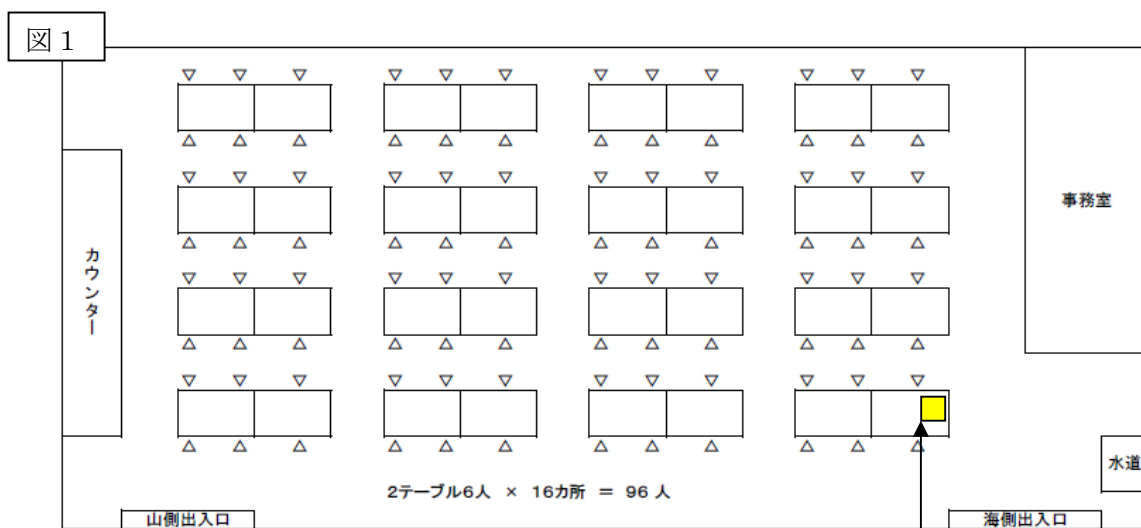 図1
事務室
カウンター
水道
2テーブル6人 × 16カ所 = 96 人
山側出入口
海側出入口